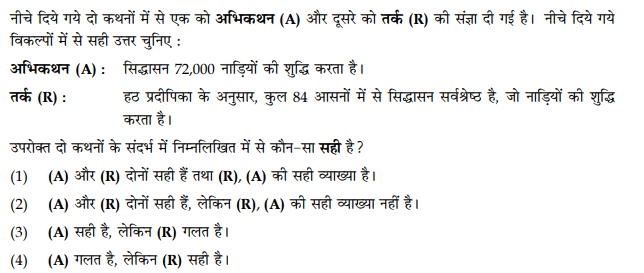 नीचे दिये गये दो कथनों में से एक को अभिकथन (A) और दूसरे को तर्क (R) की संज्ञा दी गई है। नीचे दिये गये
विकल्पों में से सही उत्तर चुनिए :
अभिकथन (A) : सिद्धासन 72,000 नाड़ियों की शुद्धि करता है।
तर्क (R) : हठ प्रदीपिका के अनुसार, कुल 84 आसनों में से सिद्धासन सर्वश्रेष्ठ है, जो नाड़ियों की शुद्धि
करता है।
उपरोक्त दो कथनों के संदर्भ में निम्नलिखित में से कौन-सा सही है?
(1) (A) और (R) दोनों सही हैं तथा (R), (A) की सही व्याख्या है।
(2) (A) और (R) दोनों सही हैं, लेकिन (R), (A) की सही व्याख्या नहीं है।
(3) (A) सही है, लेकिन (R) गलत है।
(4) (A) गलत है, लेकिन (R) सही है।